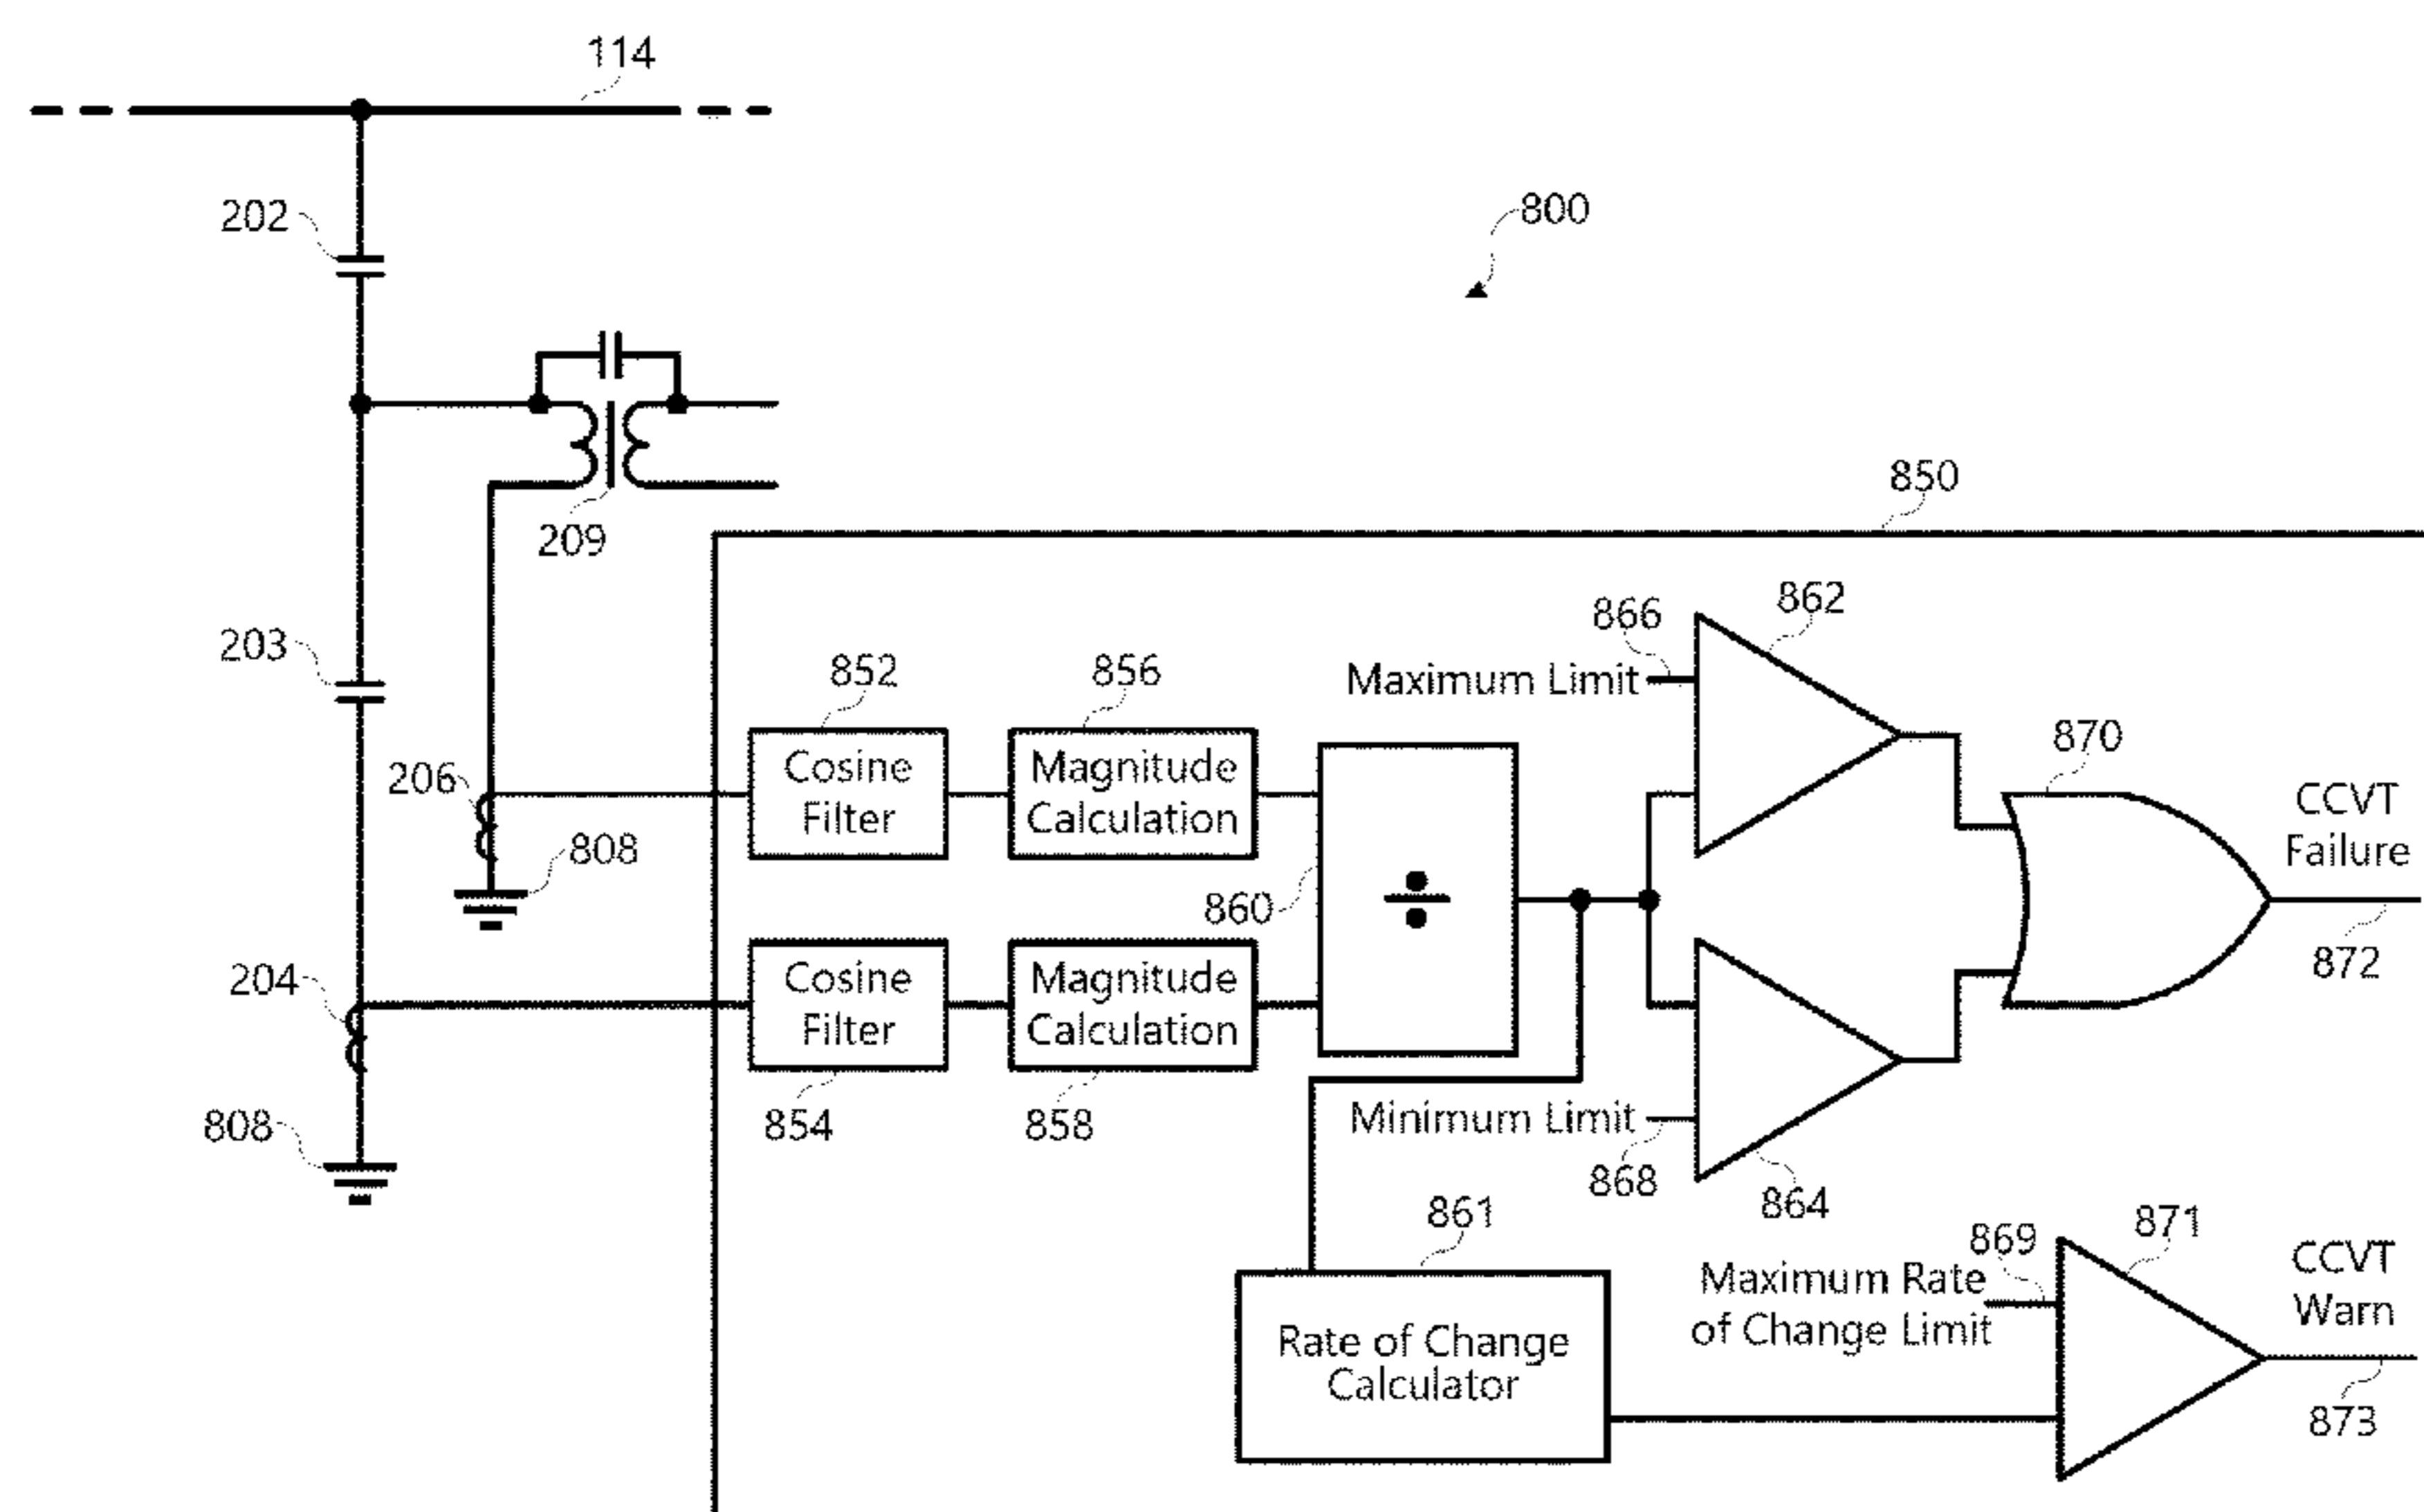 114
202
800
209
850
203
866
862
Maximum Limit
852
856
870
Cosine
Filter
Magnitude
Calculation
206
808
CCVT
Failure
860
÷
872
204
Cosine
Filter
Magnitude
Calculation
854
858
Minimum Limit
868
864
808
861
869
871
Maximum Rate
of Change Limit
CCVT
Warn
Rate of Change
Calculator
873